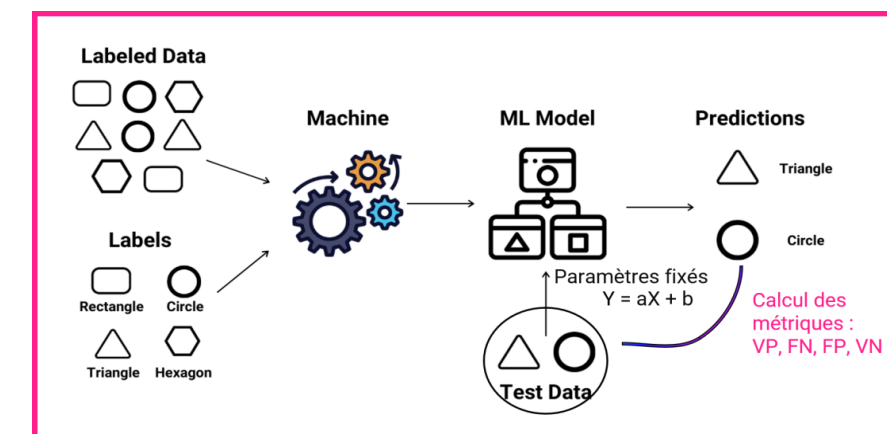 Labeled Data
Machine
ML Model
Predictions
Triangle
Labels
Circle
Rectangle
Circle
Paramètres fixés
Y = aX + b
Calcul des
métriques :
VP, FN, FP, VN
Triangle
Hexagon
Test Data